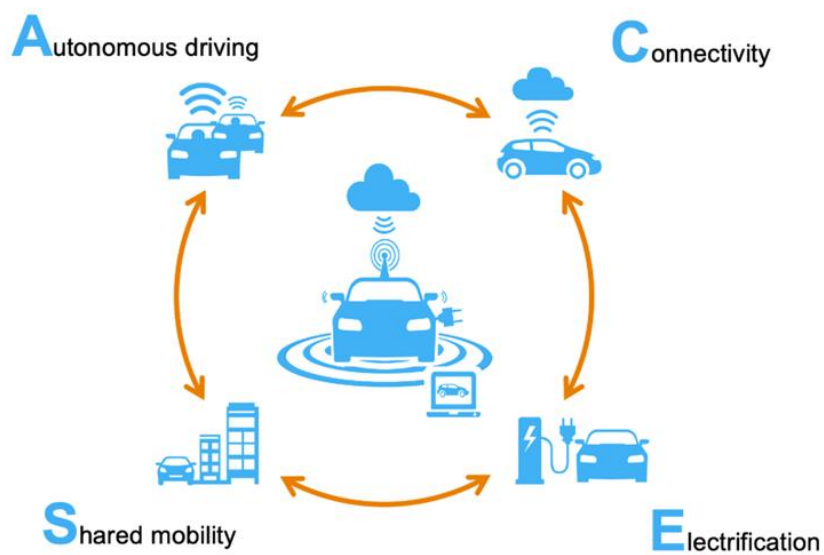 Autonomous driving
Connectivity
Shared mobility
Electrification